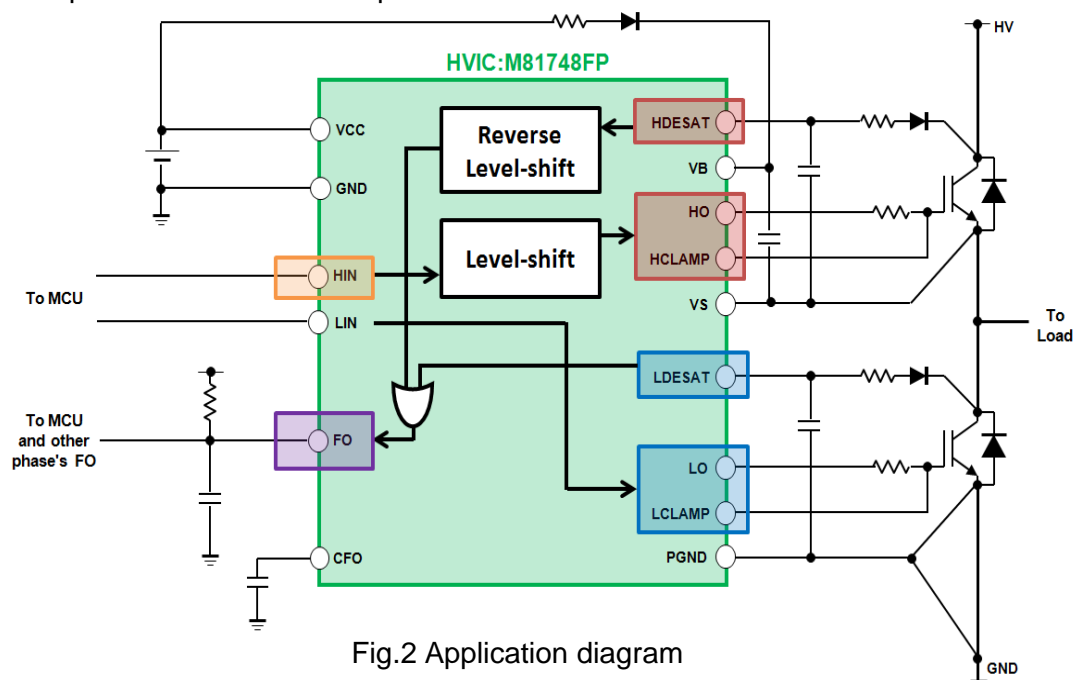 HV
HVIC:M81748FP
VCC
GND
HIN
LIN
FO
CFO
Reverse
Level-shift
Level-shift
HDESAT
VB
HO
HCLAMP
VS
LDESAT
LO
LCLAMP
PGND
To MCU
To MCU
and other
phase's FO
To
Load
GND
Fig.2 Application diagram